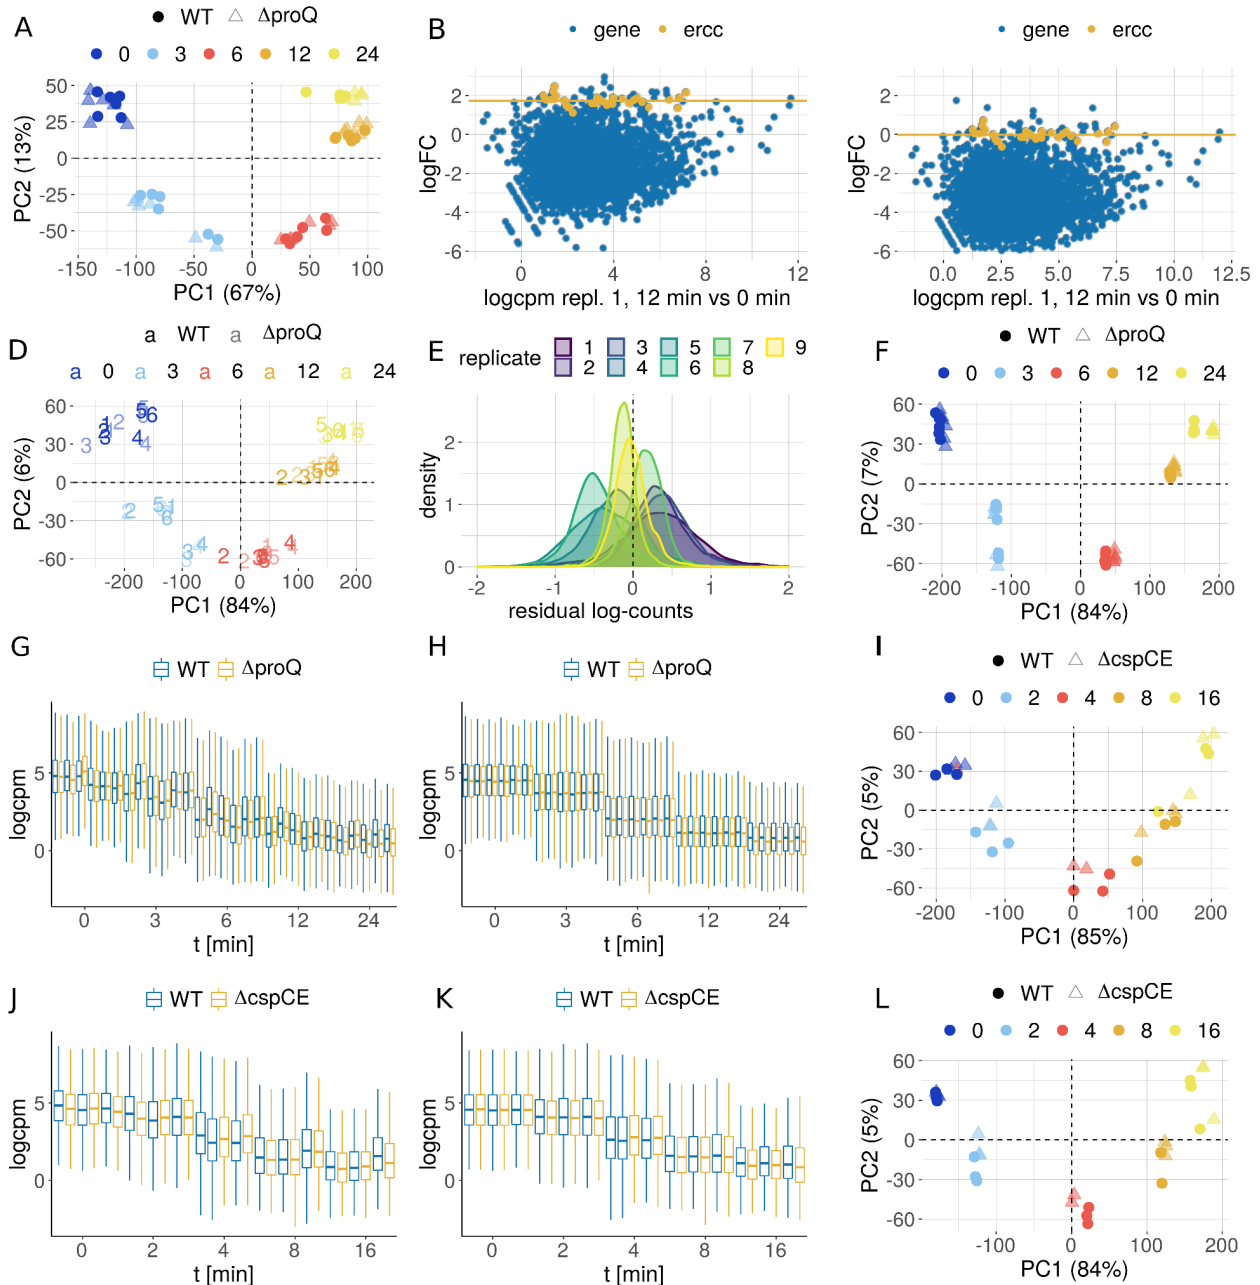 A
WT ΔproQ
0 3 6 12 24
50
25
0
-25
-50
PC2 (13%)
-150 -100 -50 0 50 100
PC1 (67%)
B
gene ercc
2
0
-2
-4
-6
logFC
0 4 8 12
logcpm repl. 1, 12 min vs 0 min
gene ercc
2
0
-2
-4
-6
logFC
0.0 2.5 5.0 7.5 10.0 12.5
logcpm repl. 1, 12 min vs 0 min
D
a WT a ΔproQ
a 0 a 3 a 6 a 12 a 24
60
30
0
-30
-60
PC2 (6%)
-200 -100 0 100 200
PC1 (84%)
E
replicate
1 3 5 7 9
2 4 6 8
2
1
0
density
-2 -1 0 1 2
residual log-counts
F
WT ΔproQ
0 3 6 12 24
60
30
0
-30
-60
PC2 (7%)
-200 -100 0 100 200
PC1 (84%)
G
WT ΔproQ
5
0
logcpm
0 3 6 12 24
t [min]
H
WT ΔproQ
5
0
logcpm
0 3 6 12 24
t [min]
I
WT ΔcspCE
0 2 4 8 16
60
30
0
-30
-60
PC2 (5%)
-200 -100 0 100 200
PC1 (85%)
J
WT ΔcspCE
5
0
logcpm
0 2 4 8 16
t [min]
K
WT ΔcspCE
5
0
logcpm
0 2 4 8 16
t [min]
L
WT ΔcspCE
0 2 4 8 16
60
30
0
-30
-60
PC2 (5%)
-100 0 100 200
PC1 (84%)